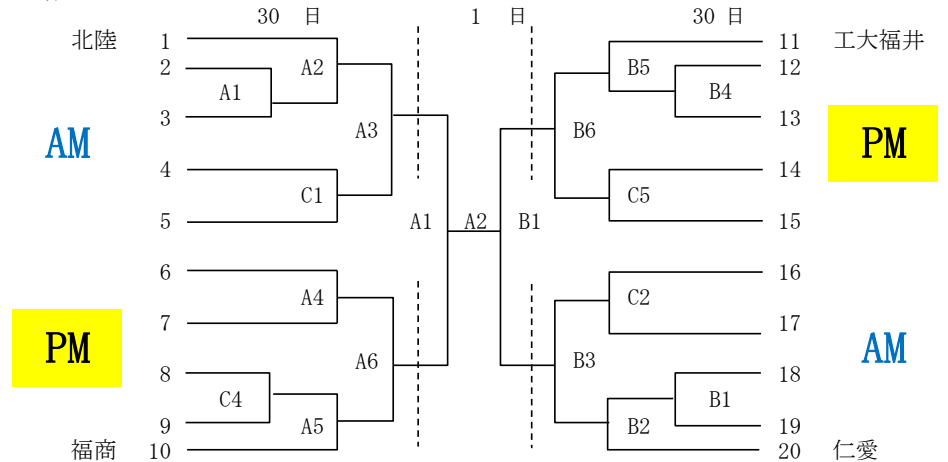 30 日 1 日 30 日
北陸 1 11 工大福井
2 A2 B5 12
A1 B4
3 A3 B6 13
AM PM
4 14
C1 C5
5 A1 A2 B1 15
6 16
A4 C2
7 17
PM A6 B3 AM
8 18
C4 B1
9 A5 B2 19
福商 10 20 仁愛